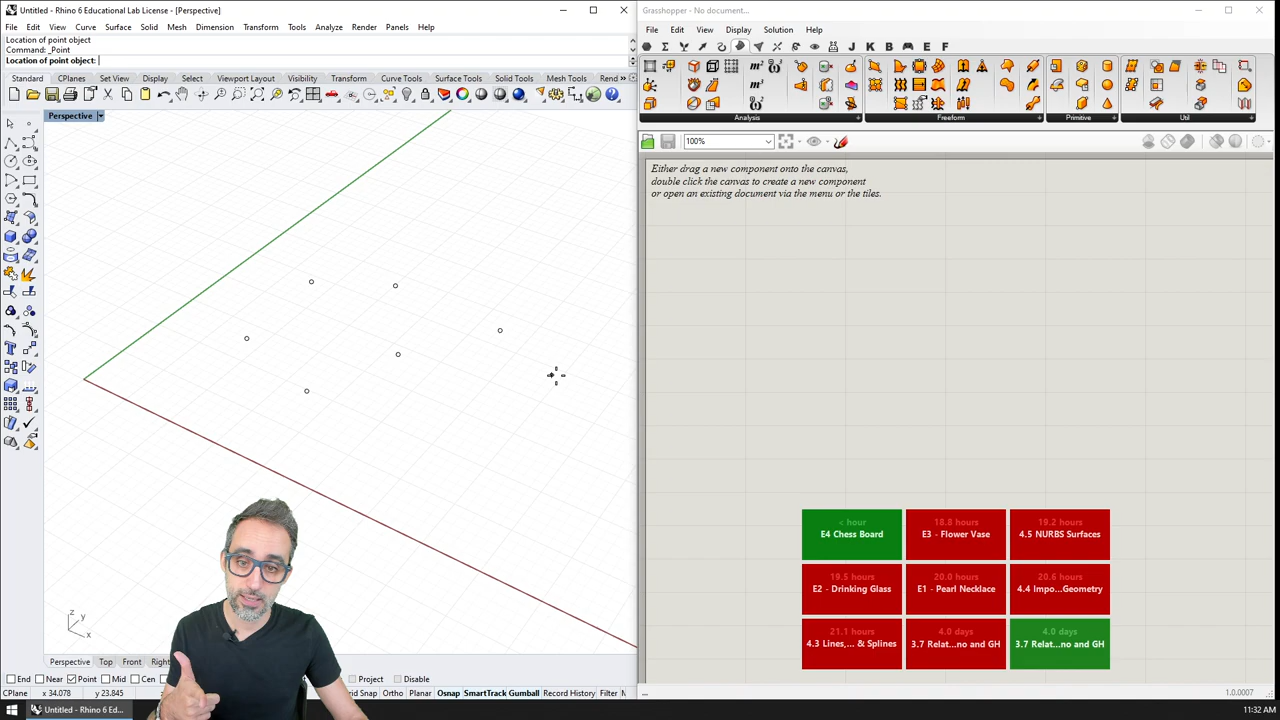 Untitled - Rhino 6 Educational Lab License - [Perspective]
File Edit View Curve Surface Solid Mesh Dimension Transform Tools Analyze Render Panels Help
Location of point object
Command: _Point
Location of point object:
Standard CPlanes Set View Display Select Viewport Layout Visibility Transform Curve Tools Surface Tools Solid Tools Mesh Tools Rend
Perspective
z
y
x
Perspective Top Front Right
End Near Point Mid Cen Project Disable
CPlane x 34.078 y 23.845 id Snap Ortho Planar Osnap SmartTrack Gumball Record History Filter
Untitled - Rhino 6 Ed...
Grasshopper - No document...
File Edit View Display Solution Help
J K B E F
Analysis Freeform Primitive Util
100%
Either drag a new component onto the canvas,
double click the canvas to create a new component
or open an existing document via the menu or the tiles.
< hour 18.8 hours 19.2 hours
E4 Chess Board E3 - Flower Vase 4.5 NURBS Surfaces
19.5 hours 20.0 hours 20.6 hours
E2 - Drinking Glass E1 - Pearl Necklace 4.4 Impo...Geometry
21.1 hours 4.0 days 4.0 days
4.3 Lines,... & Splines 3.7 Relat...no and GH 3.7 Relat...no and GH
... 1.0.0007
11:32 AM